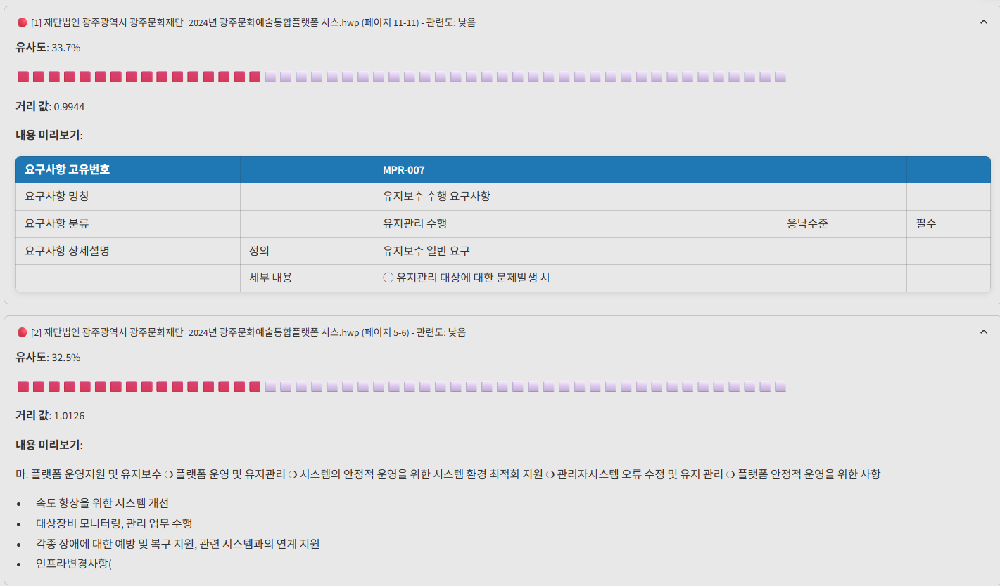 [1] 재단법인 광주광역시 광주문화재단_2024년 광주문화예술통합플랫폼 시스.hwp (페이지 11-11) - 관련도: 낮음
유사도: 33.7%
거리 값: 0.9944
내용 미리보기:
요구사항 고유번호 MPR-007
요구사항 명칭 유지보수 수행 요구사항
요구사항 분류 유지관리 수행 응낙수준 필수
요구사항 상세설명 정의 유지보수 일반 요구
세부 내용 ○ 유지관리 대상에 대한 문제발생 시
[2] 재단법인 광주광역시 광주문화재단_2024년 광주문화예술통합플랫폼 시스.hwp (페이지 5-6) - 관련도: 낮음
유사도: 32.5%
거리 값: 1.0126
내용 미리보기:
마. 플랫폼 운영지원 및 유지보수 ❍ 플랫폼 운영 및 유지관리 ❍ 시스템의 안정적 운영을 위한 시스템 환경 최적화 지원 ❍ 관리자시스템 오류 수정 및 유지 관리 ❍ 플랫폼 안정적 운영을 위한 사항
• 속도 향상을 위한 시스템 개선
• 대상장비 모니터링, 관리 업무 수행
• 각종 장애에 대한 예방 및 복구 지원, 관련 시스템과의 연계 지원
• 인프라변경사항(